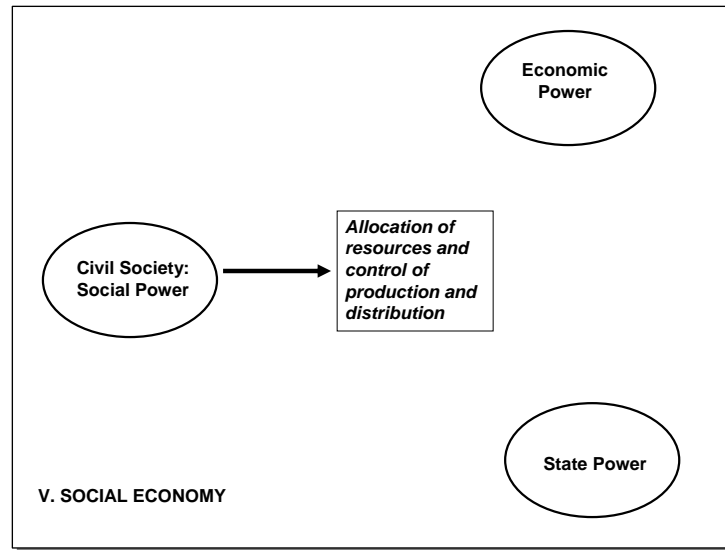 Economic
Power
Allocation of
resources and
control of
production and
distribution
Civil Society:
Social Power
State Power
V. SOCIAL ECONOMY